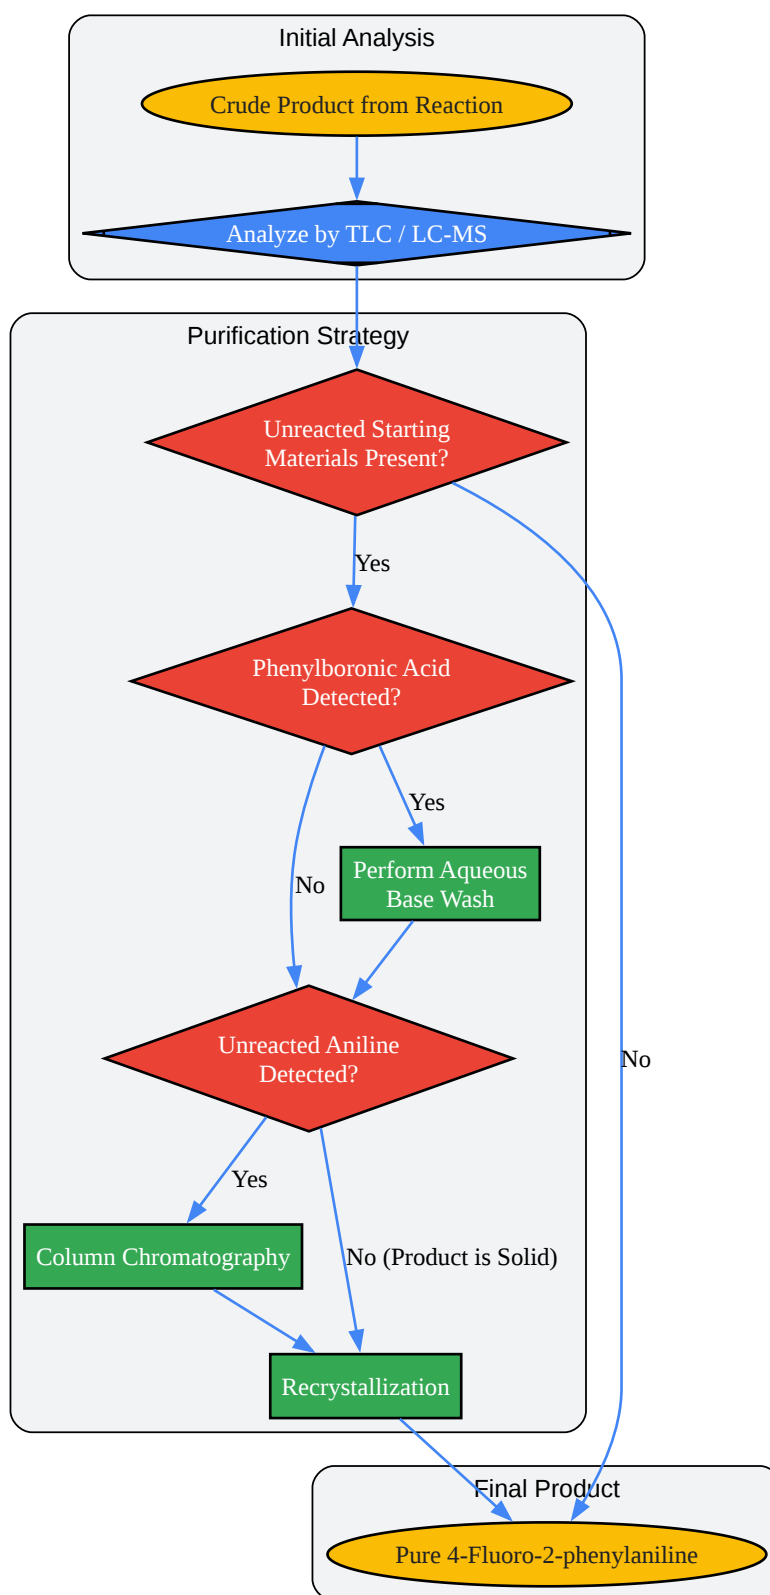 Initial Analysis
Crude Product from Reaction
Analyze by TLC / LC-MS
Purification Strategy
Unreacted Starting
Materials Present?
Yes
Phenylboronic Acid
Detected?
Yes
No
Perform Aqueous
Base Wash
Unreacted Aniline
Detected?
No
Yes
Column Chromatography
No (Product is Solid)
Recrystallization
Final Product
Pure 4-Fluoro-2-phenylaniline